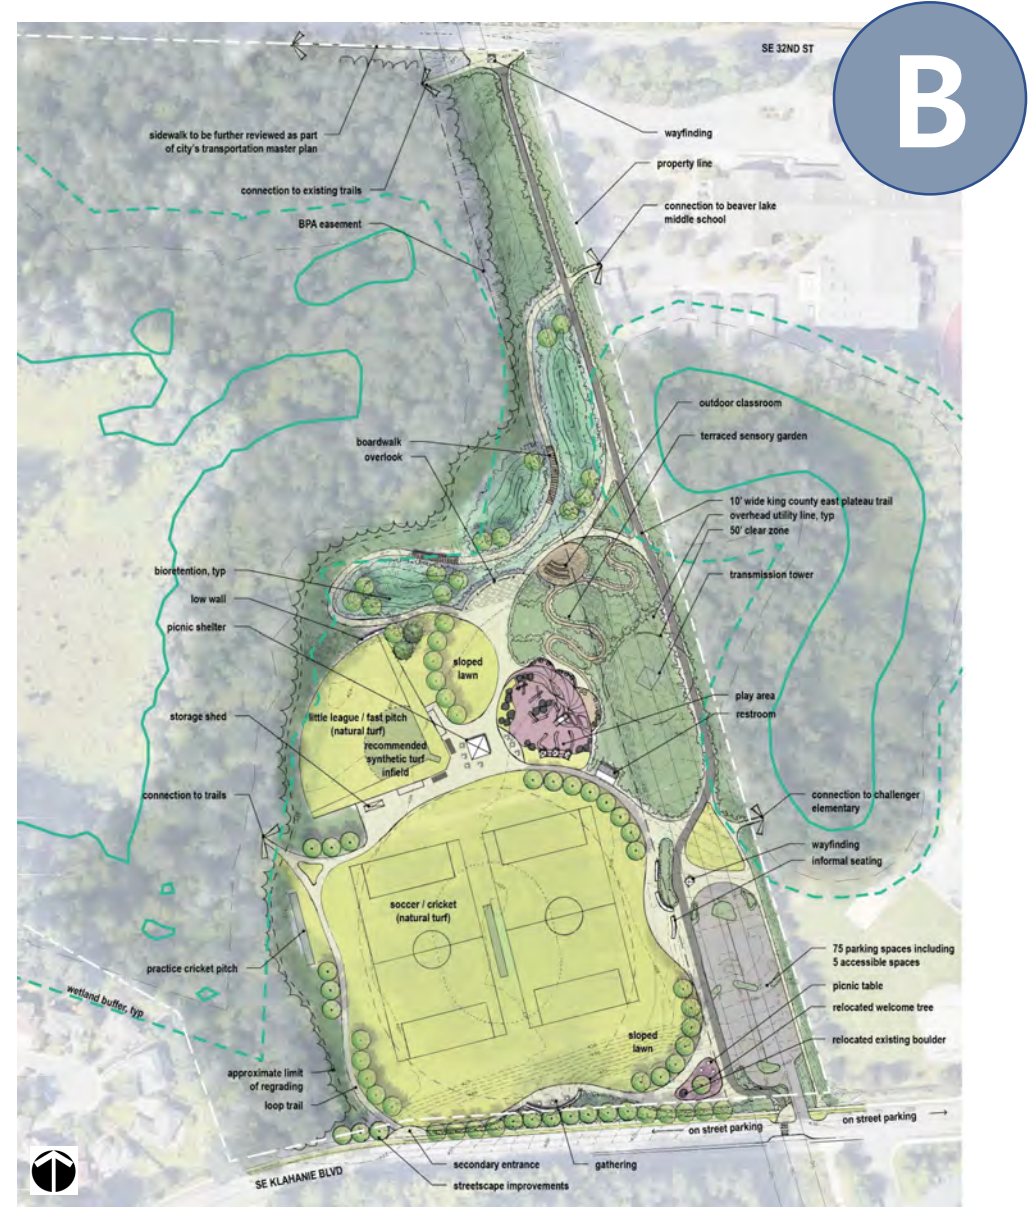 B
SE 32ND ST
wayfinding
sidewalk to be further reviewed as part
of city's transportation master plan
property line
connection to existing trails
connection to beaver lake
middle school
BPA easement
outdoor classroom
terraced sensory garden
boardwalk
overlook
10' wide king county east plateau trail
overhead utility line, typ
50' clear zone
bioretention, typ
transmission tower
low wall
picnic shelter
sloped
lawn
play area
storage shed
restroom
little league / fast pitch
(natural turf)
recommended
synthetic turf
infield
connection to trails
connection to challenger
elementary
wayfinding
informal seating
soccer / cricket
(natural turf)
75 parking spaces including
5 accessible spaces
practice cricket pitch
picnic table
wetland buffer, typ
relocated welcome tree
sloped
lawn
relocated existing boulder
approximate limit
of regrading
loop trail
on street parking
on street parking
SE KLAHANIE BLVD
secondary entrance
gathering
streetscape improvements